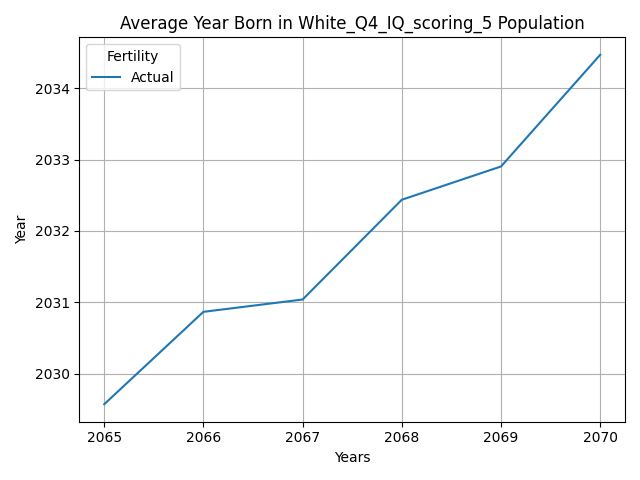 Average Year Born in White_Q4_IQ_scoring_5 Population
Fertility
Actual
2034
2033
2032
2031
2030
Year
2065 2066 2067 2068 2069 2070
Years